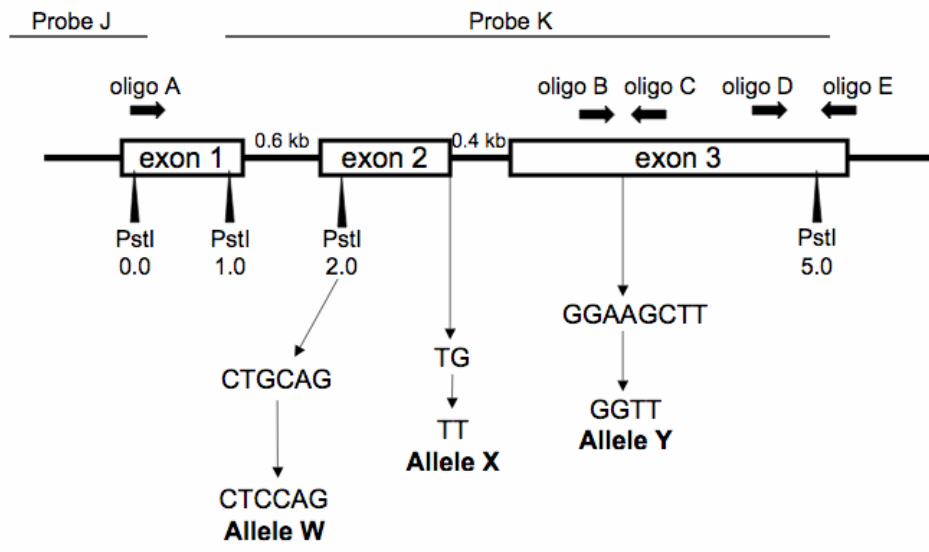 Probe J
Probe K
oligo A
oligo B
oligo C
oligo D
oligo E
0.6 kb
0.4 kb
exon 1
exon 2
exon 3
PstI
0.0
PstI
1.0
PstI
2.0
PstI
5.0
GGAAGCTT
TG
CTGCAG
GGTT
Allele Y
TT
Allele X
CTCCAG
Allele W